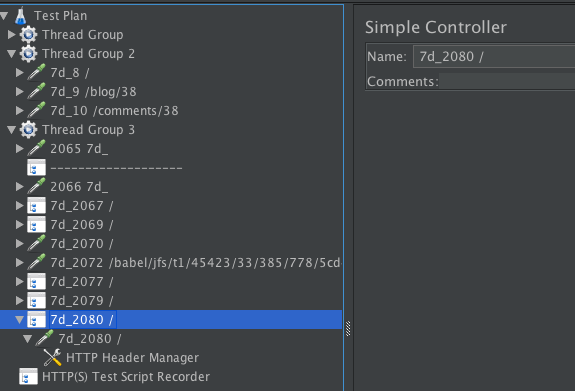 Test Plan
Thread Group
Thread Group 2
7d_8 /
7d_9 /blog/38
7d_10 /comments/38
Thread Group 3
2065 7d_
-------------------
2066 7d_
7d_2067 /
7d_2069 /
7d_2070 /
7d_2072 /babel/jfs/t1/45423/33/385/778/5cd
7d_2077 /
7d_2079 /
7d_2080 /
7d_2080 /
HTTP Header Manager
HTTP(S) Test Script Recorder
Simple Controller
Name: 7d_2080 /
Comments: